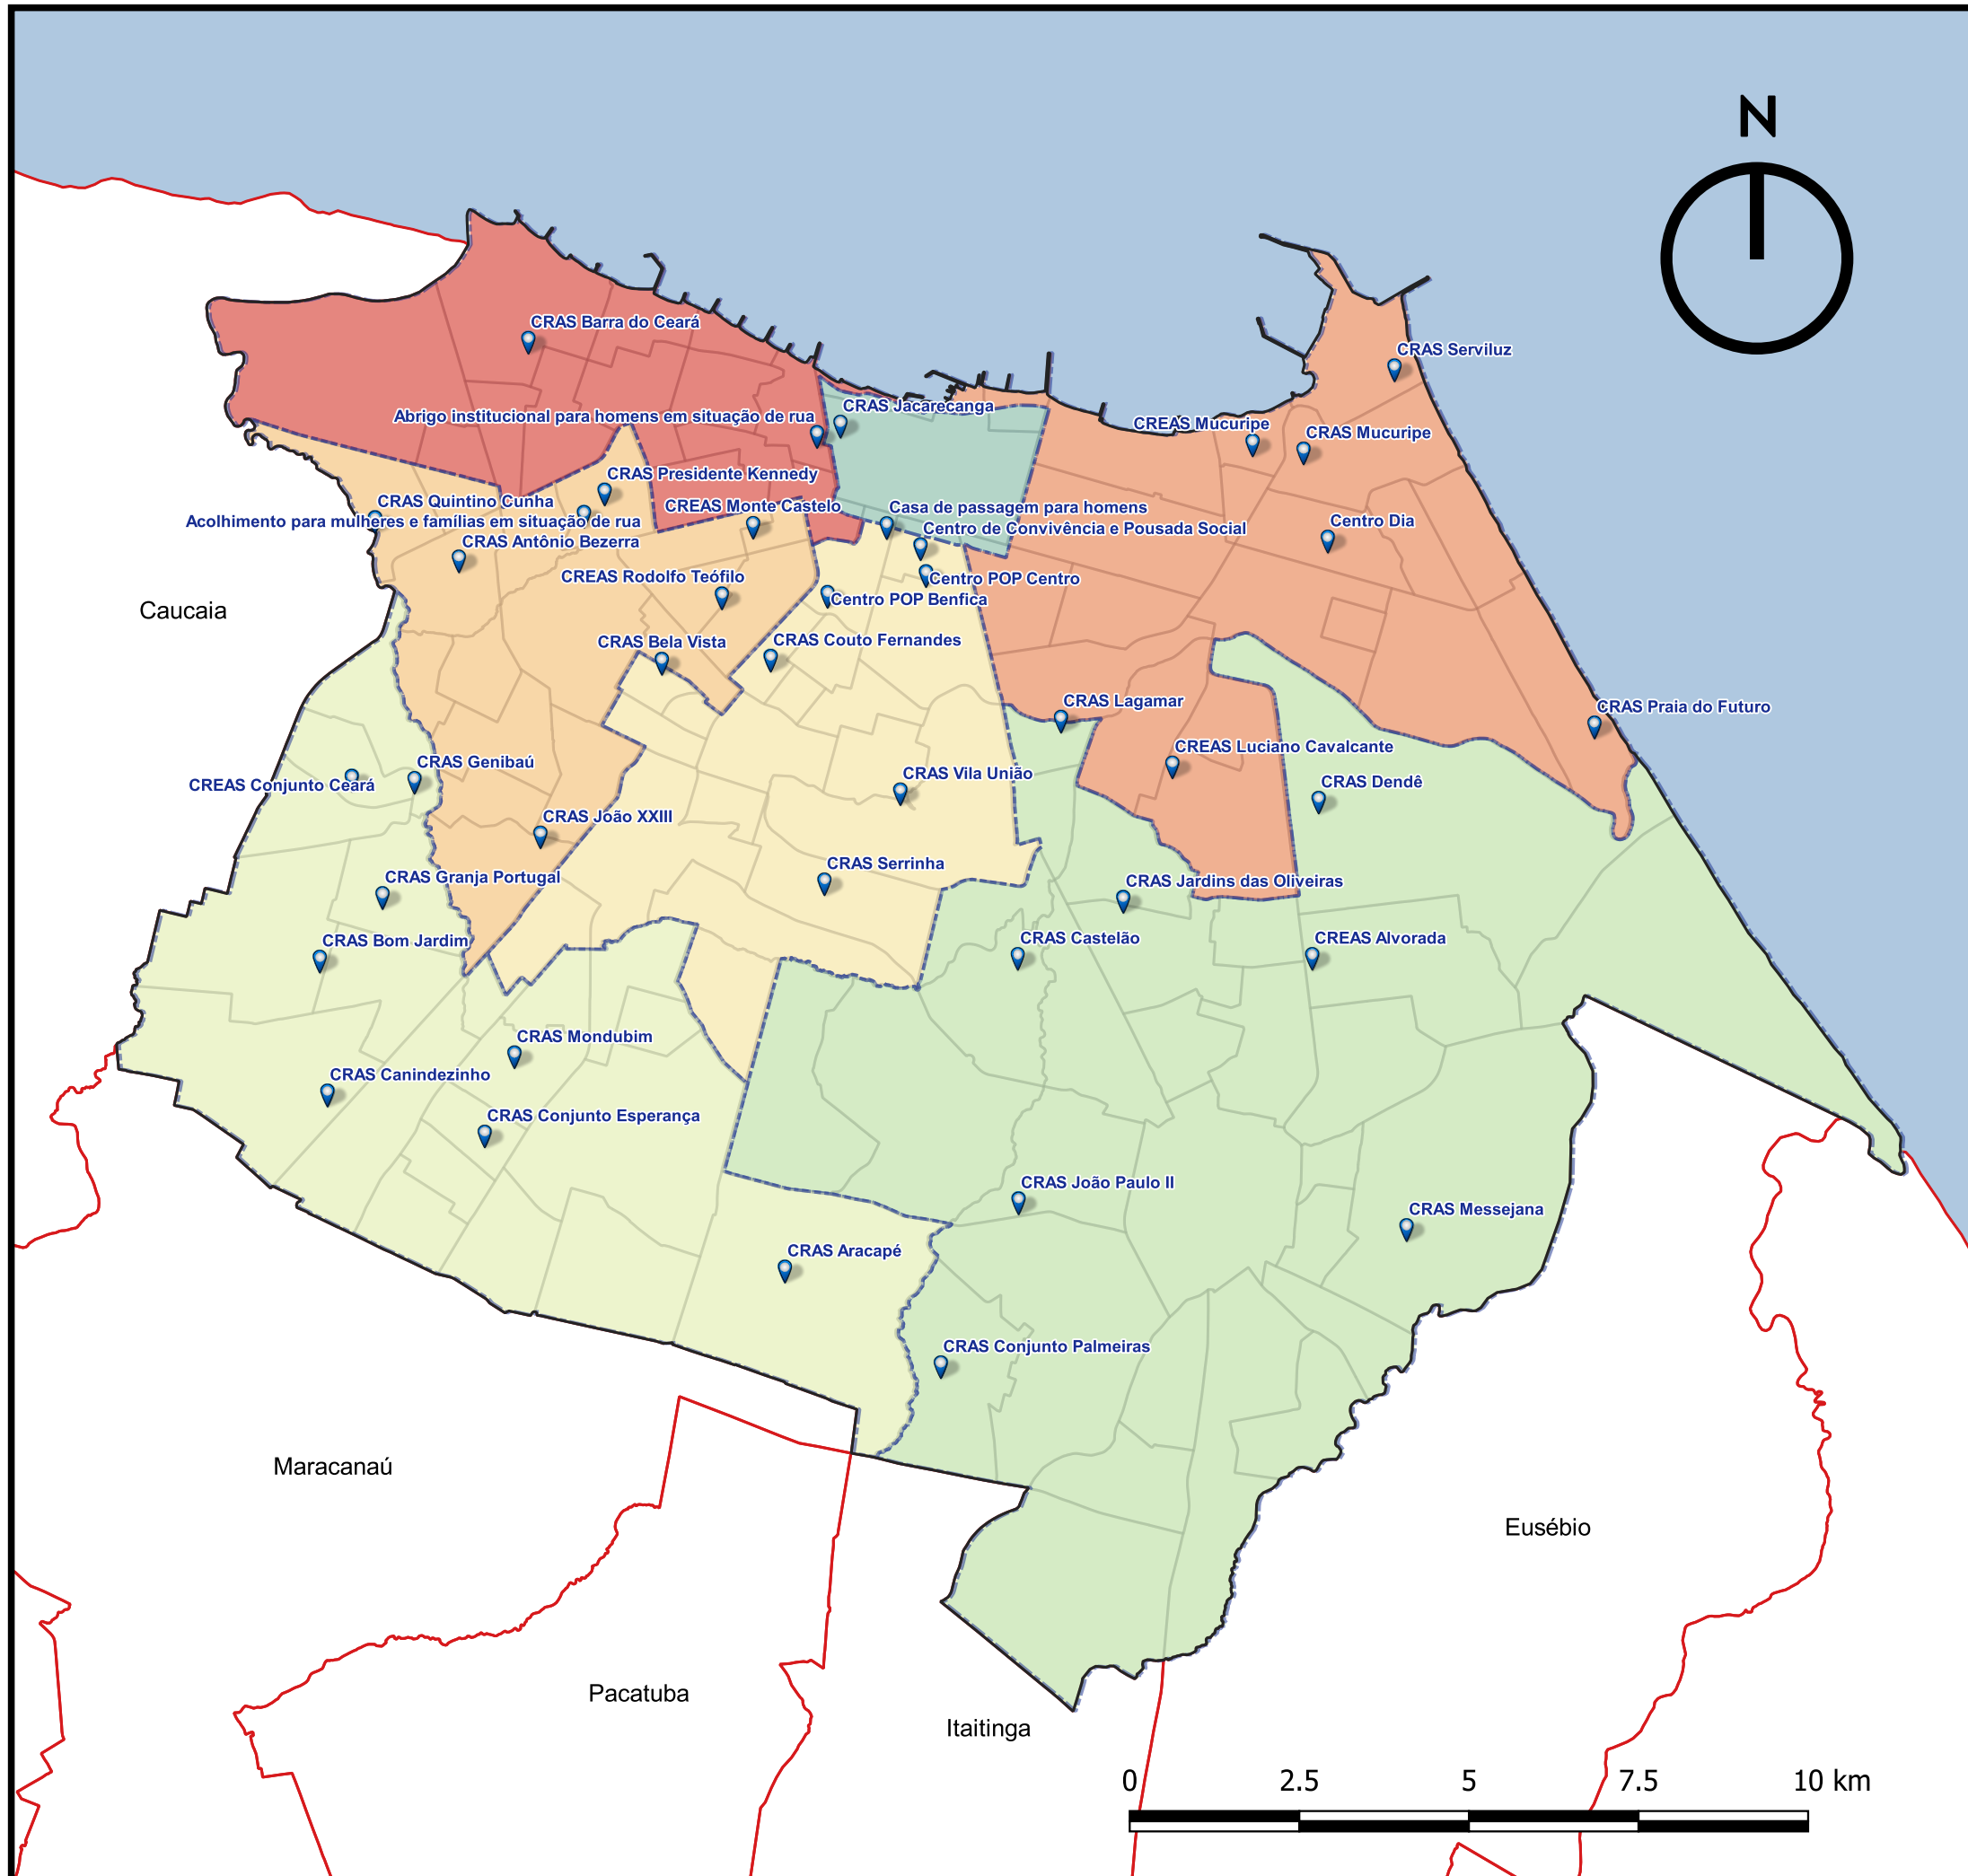 N
CRAS Barra do Ceará
CRAS Serviluz
CRAS Jacarecanga
Abrigo institucional para homens em situação de rua
CREAS Mucuripe
CRAS Mucuripe
CRAS Presidente Kennedy
CRAS Quintino Cunha
CREAS Monte Castelo
Casa de passagem para homens
Acolhimento para mulheres e famílias em situação de rua
Centro Dia
Centro de Convivência e Pousada Social
CRAS Antônio Bezerra
CREAS Rodolfo Teófilo
Centro POP Centro
Centro POP Benfica
Caucaia
CRAS Bela Vista
CRAS Couto Fernandes
CRAS Lagamar
CRAS Praia do Futuro
CREAS Luciano Cavalcante
CRAS Genibaú
CRAS Vila União
CREAS Conjunto Ceará
CRAS Dendê
CRAS João XXIII
CRAS Serrinha
CRAS Granja Portugal
CRAS Jardins das Oliveiras
CRAS Bom Jardim
CRAS Castelão
CREAS Alvorada
CRAS Mondubim
CRAS Canindezinho
CRAS Conjunto Esperança
CRAS João Paulo II
CRAS Messejana
CRAS Aracapé
CRAS Conjunto Palmeiras
Maracanaú
Eusébio
Pacatuba
Itaitinga
0 2.5 5 7.5 10 km